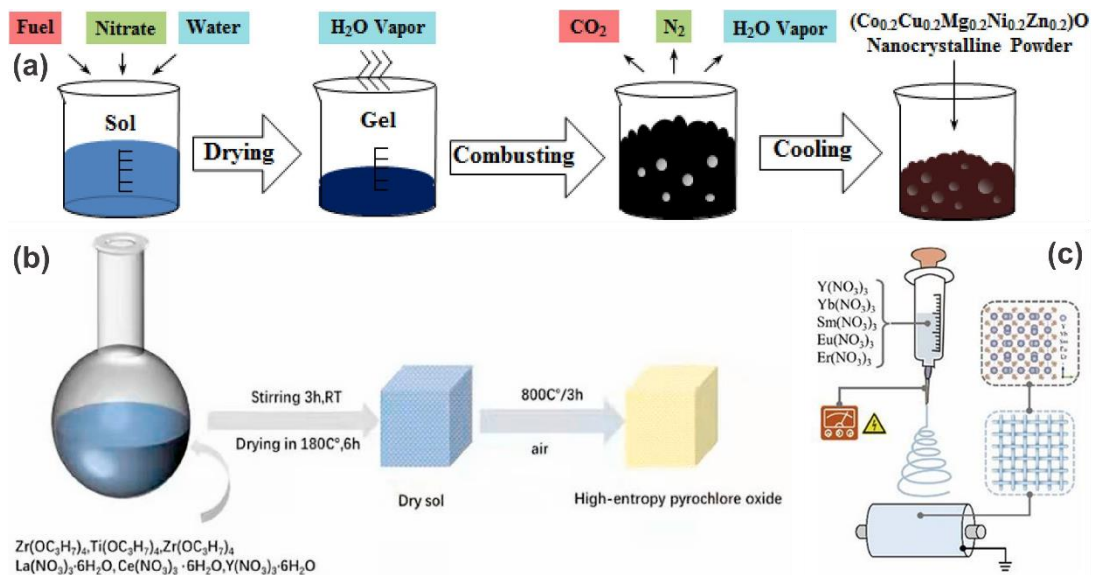 Fuel
Nitrate
Water
H₂O Vapor
CO₂
N₂
H₂O Vapor
(Co₀.₂Cu₀.₂Mg₀.₂Ni₀.₂Zn₀.₂)O
Nanocrystalline Powder
(a)
Sol
Drying
Gel
Combusting
Cooling
(b)
Stirring 3h,RT
Drying in 180C°,6h
800C°/3h
air
Dry sol
High-entropy pyrochlore oxide
Zr(OC₃H₇)₄,Ti(OC₃H₇)₄,Zr(OC₃H₇)₄
La(NO₃)₃·6H₂O,Ce(NO₃)₃ ·6H₂O,Y(NO₃)₃·6H₂O
(c)
Y(NO₃)₃
Yb(NO₃)₃
Sm(NO₃)₃
Eu(NO₃)₃
Er(NO₃)₃